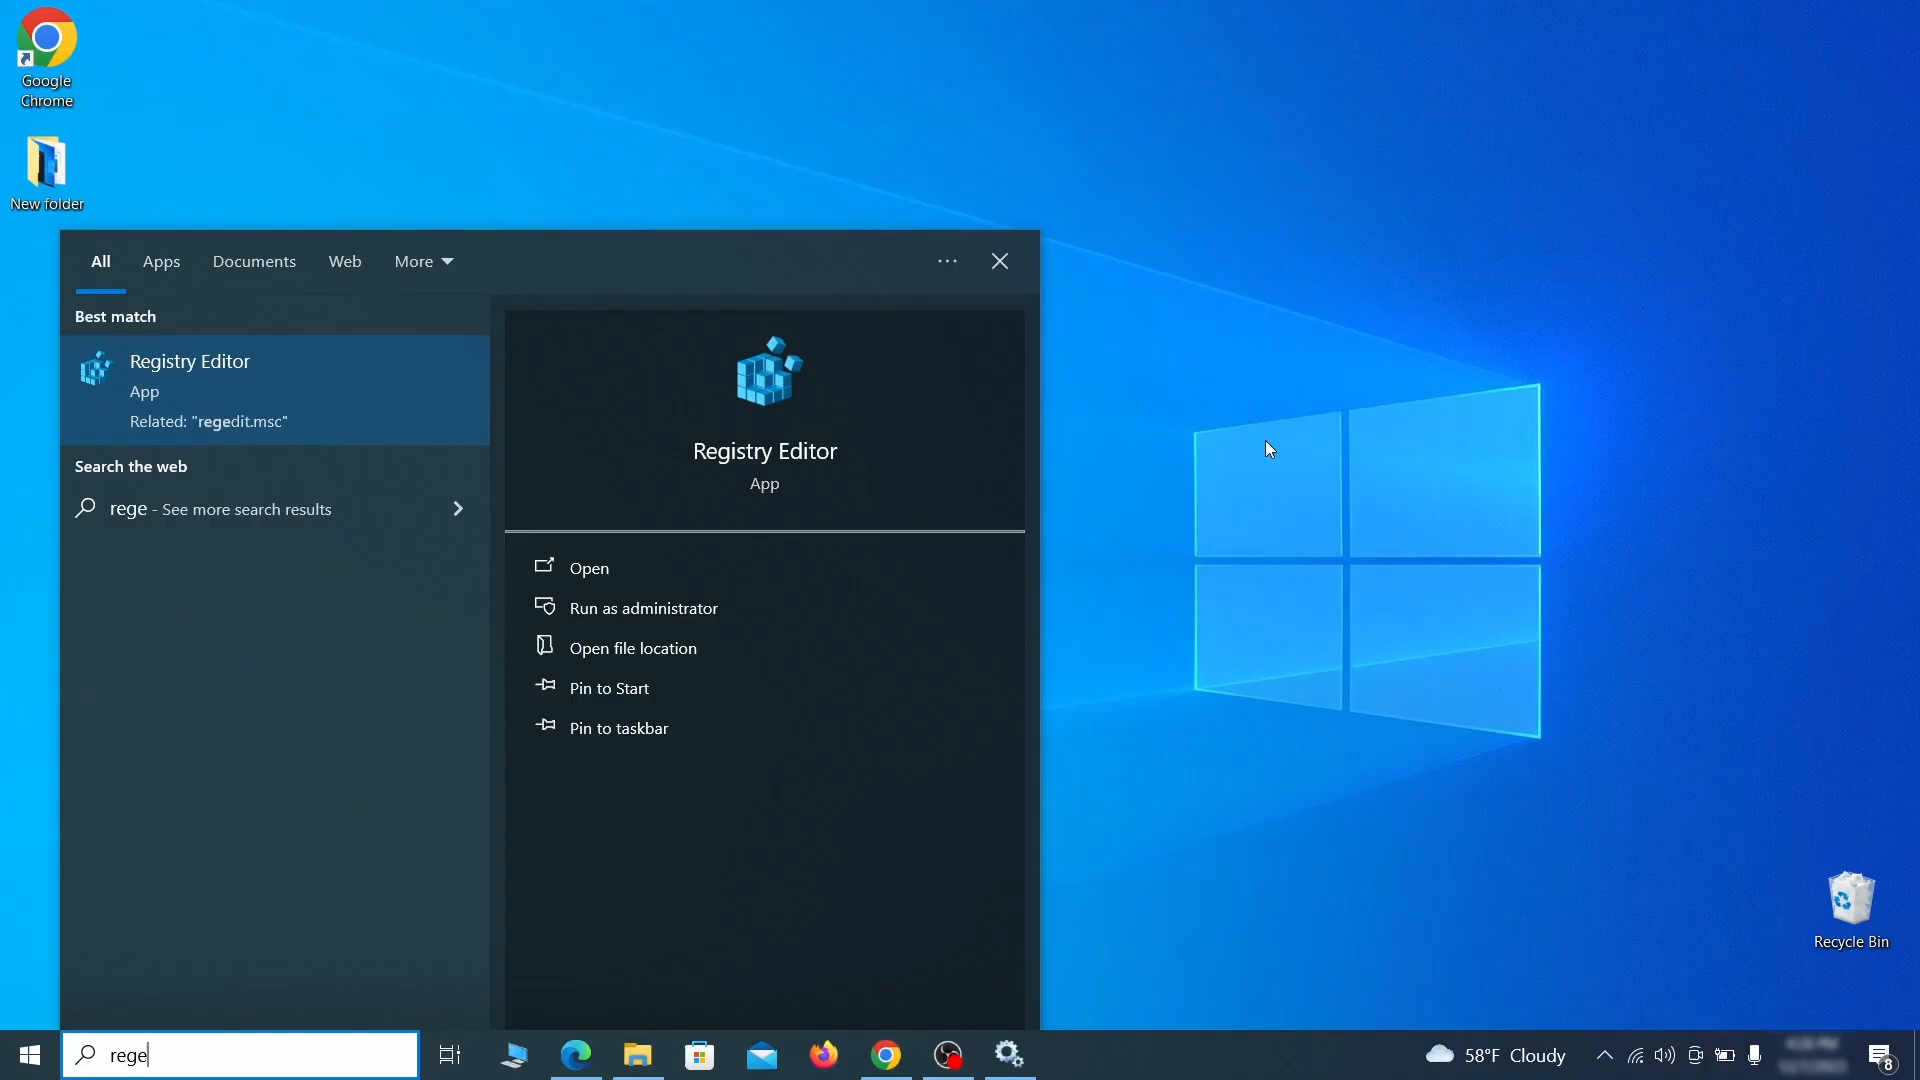 Google
Chrome
New folder
All Apps Documents Web More
Best match
Registry Editor
App
Related: "regedit.msc"
Search the web
rege - See more search results
Registry Editor
App
Open
Run as administrator
Open file location
Pin to Start
Pin to taskbar
Recycle Bin
rege
58°F Cloudy
8